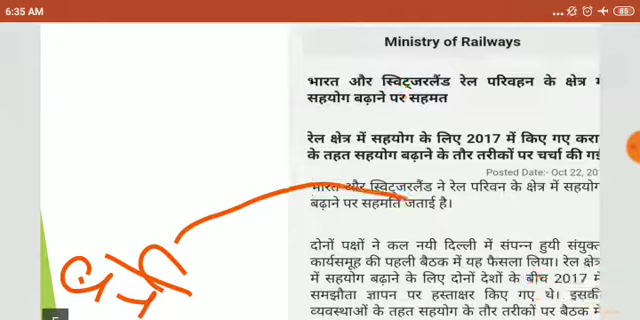 6:35 AM
85
Ministry of Railways
भारत और स्विट्जरलैंड रेल परिवहन के क्षेत्र में
सहयोग बढ़ाने पर सहमत
रेल क्षेत्र में सहयोग के लिए 2017 में किए गए
के तहत सहयोग बढ़ाने के तौर तरीकों पर चर्चा की
Posted Date:- Oct 22,
भारत और स्विट्जरलैंड ने रेल परिवन के क्षेत्र में सहयोग
बढ़ाने पर सहमति जताई है।
दोनों पक्षों ने कल नयी दिल्ली में संपन्न हुयी संयुक्त
कार्यसमूह की पहली बैठक में यह फैसला लिया। रेल क्षेत्र
में सहयोग बढ़ाने के लिए दोनों देशों के बीच 2017 में
समझौता ज्ञापन पर हस्ताक्षर किए गए थे। इसकी
व्यवस्थाओं के तहत सहयोग के तौर तरीकों पर बैठक में